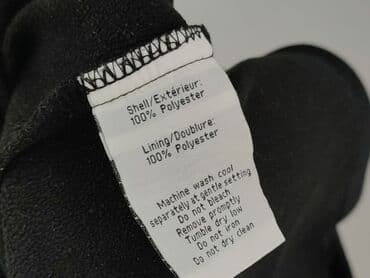 Shell/Extérieur:
100% Polyester
Lining/Doublure:
100% Polyester
Machine wash cool
separately at gentle setting
Do not bleach
Remove promptly
Tumble dry low
Do not iron
Do not dry clean